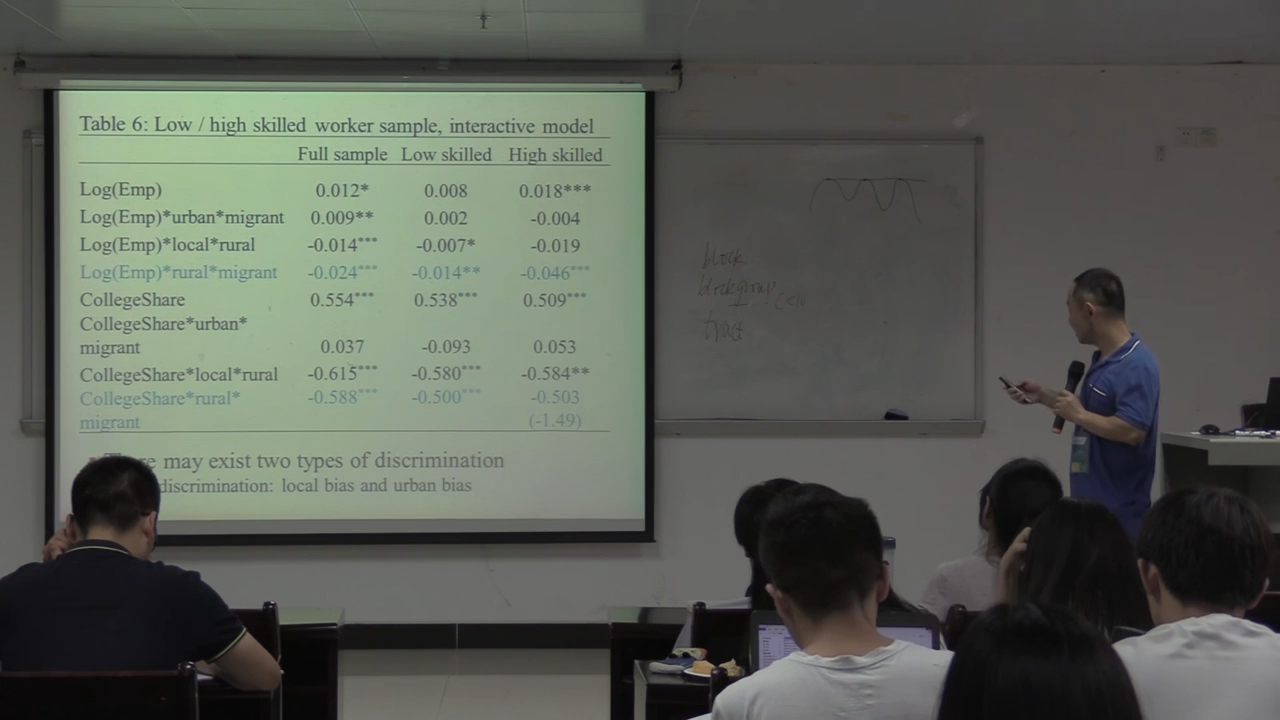 Table 6: Low / high skilled worker sample, interactive model
Full sample Low skilled High skilled
Log(Emp) 0.012* 0.008 0.018***
Log(Emp)*urban*migrant 0.009** 0.002 -0.004
Log(Emp)*local*rural -0.014*** -0.007* -0.019
Log(Emp)*rural*migrant -0.024*** -0.014** -0.046***
CollegeShare 0.554*** 0.538*** 0.509***
CollegeShare*urban*
migrant 0.037 -0.093 0.053
CollegeShare*local*rural -0.615*** -0.580*** -0.584**
CollegeShare*rural* -0.588*** -0.500*** -0.503
migrant (-1.49)
may exist two types of discrimination
discrimination: local bias and urban bias
block
blockgroup
tract